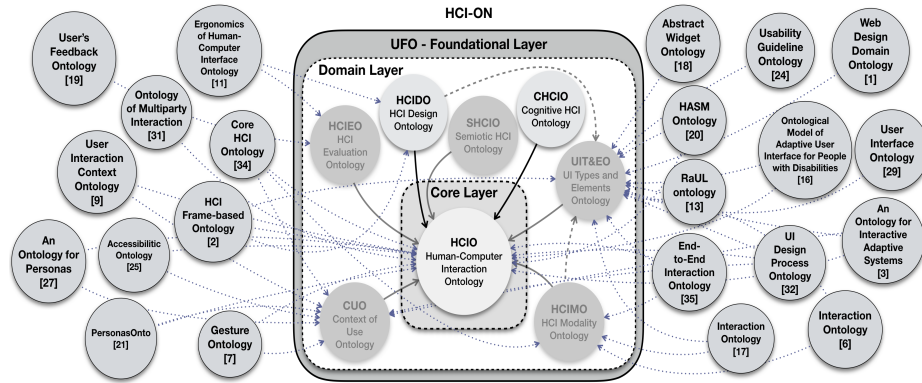 HCI-ON
UFO - Foundational Layer
Domain Layer
Core Layer
User's
Feedback
Ontology
[19]
Ergonomics
of Human-
Computer
Interface
Ontology
[11]
Ontology
of Multiparty
Interaction
[31]
Core
HCI
Ontology
[34]
User
Interaction
Context
Ontology
[9]
HCI
Frame-based
Ontology
[2]
An
Ontology for
Personas
[27]
Accessibilitic
Ontology
[25]
PersonasOnto
[21]
Gesture
Ontology
[7]
HCIEO
HCI
Evaluation
Ontology
HCIDO
HCI Design
Ontology
SHCIO
Semiotic HCI
Ontology
CHCIO
Cognitive HCI
Ontology
UIT&EO
UI Types and
Elements
Ontology
HCIO
Human-Computer
Interaction
Ontology
CUO
Context of
Use Ontology
HCIMO
HCI Modality
Ontology
Abstract
Widget
Ontology
[18]
Usability
Guideline
Ontology
[24]
Web
Design
Domain
Ontology
[1]
HASM
Ontology
[20]
Ontological
Model of
Adaptive User
Interface for People
with Disabilities
[16]
User
Interface
Ontology
[29]
RaUL
ontology
[13]
End-
to-End
Interaction
Ontology
[35]
UI
Design
Process
Ontology
[32]
An
Ontology for
Interactive
Adaptive
Systems
[3]
Interaction
Ontology
[17]
Interaction
Ontology
[6]